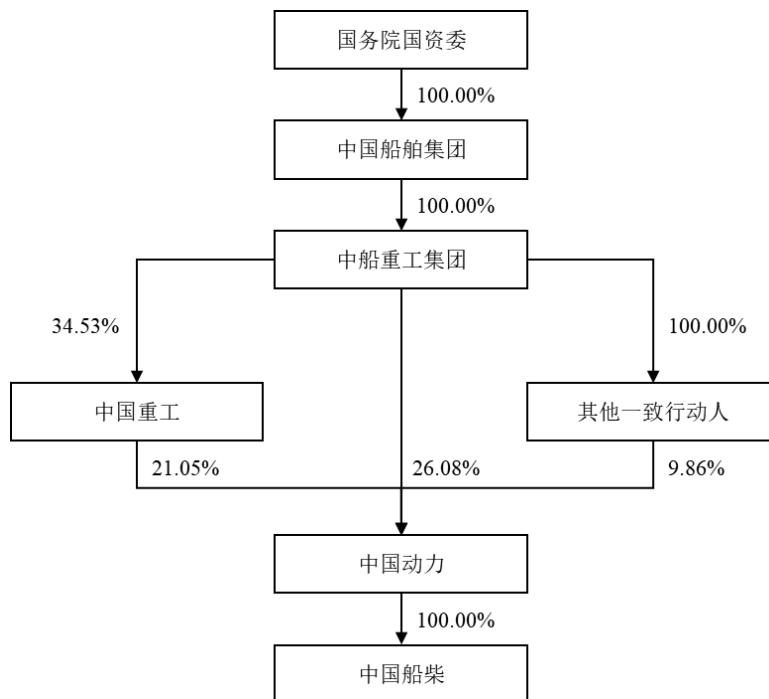 国务院国资委
100.00%
中国船舶集团
100.00%
中船重工集团
34.53%
100.00%
中国重工
其他一致行动人
21.05%
26.08%
9.86%
中国动力
100.00%
中国船柴